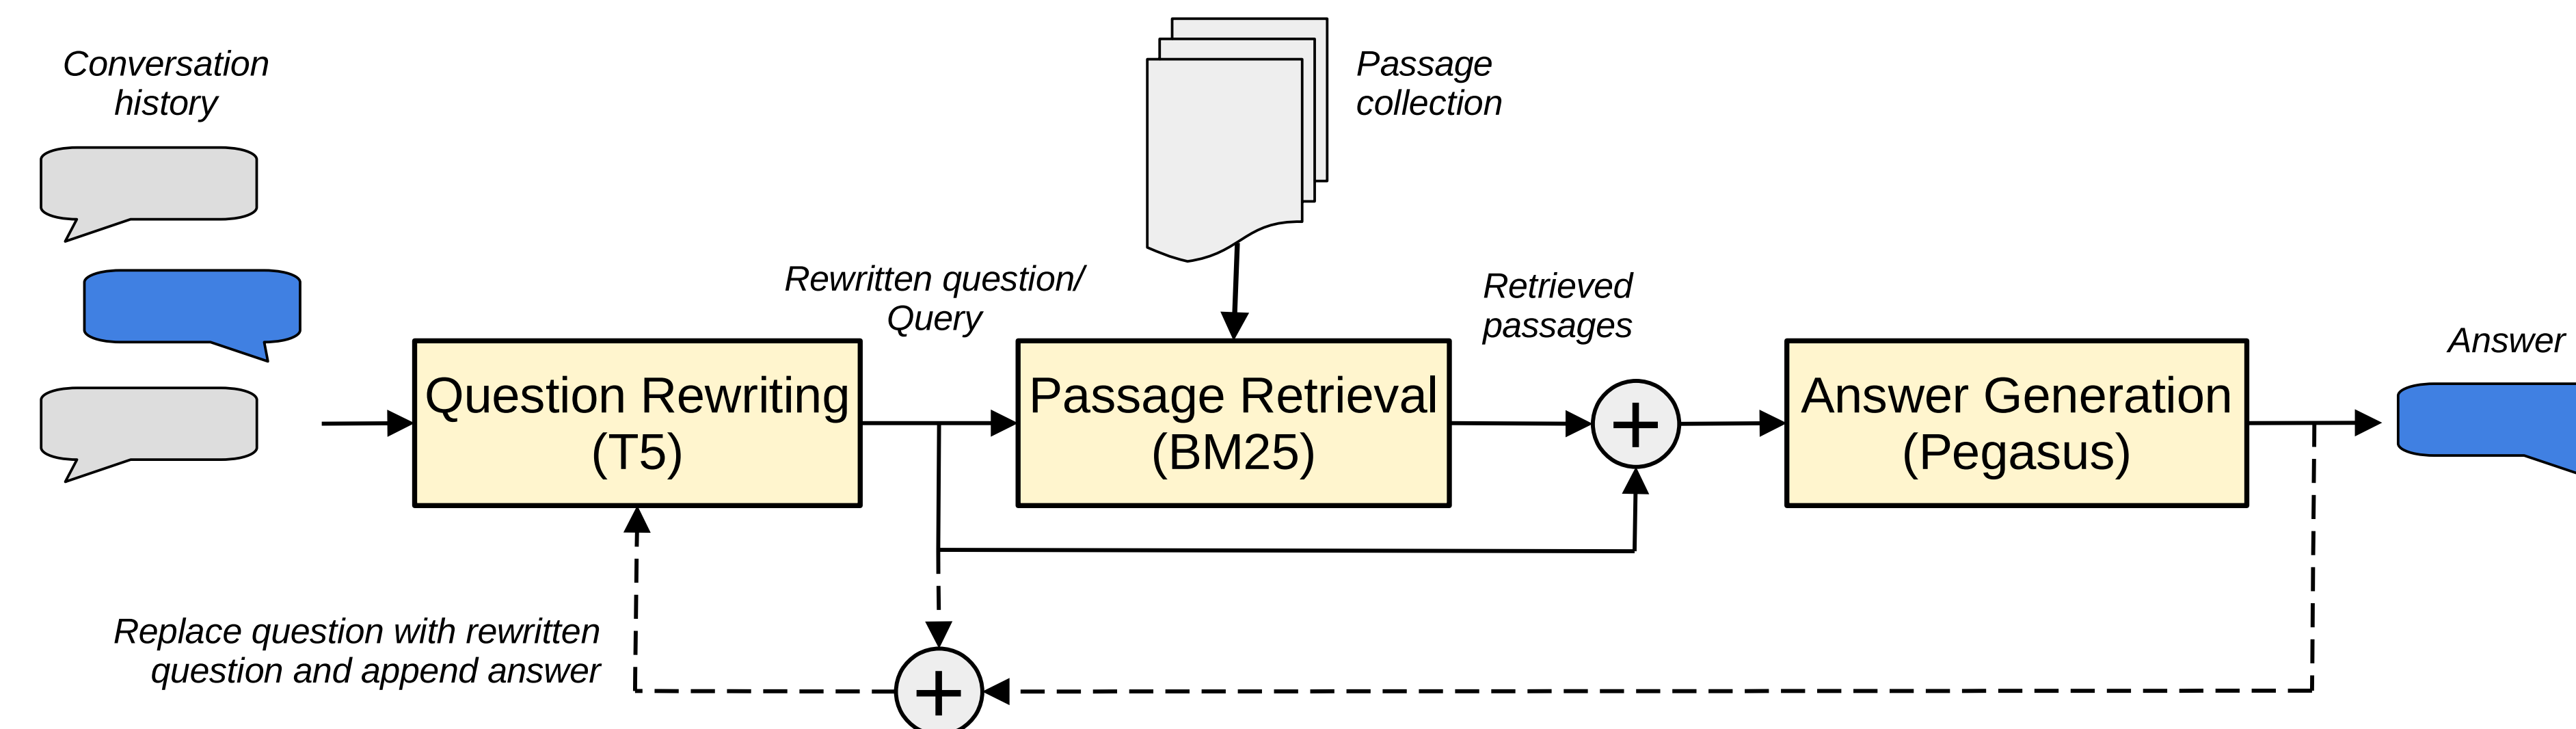 Conversation
history
Passage
collection
Rewritten question/
Query
Retrieved
passages
Answer
Question Rewriting
(T5)
Passage Retrieval
(BM25)
Answer Generation
(Pegasus)
Replace question with rewritten
question and append answer